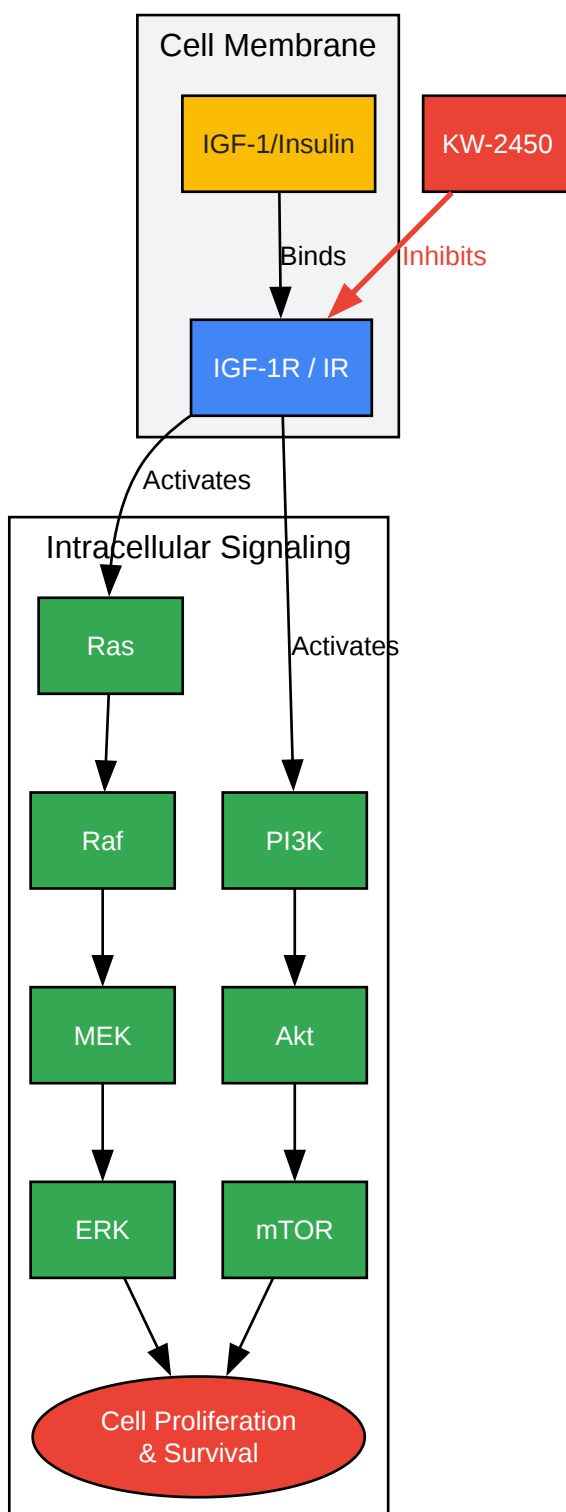 Cell Membrane
IGF-1/Insulin
KW-2450
Binds
Inhibits
IGF-1R / IR
Activates
Intracellular Signaling
Ras
Activates
Raf
PI3K
MEK
Akt
ERK
mTOR
Cell Proliferation
& Survival